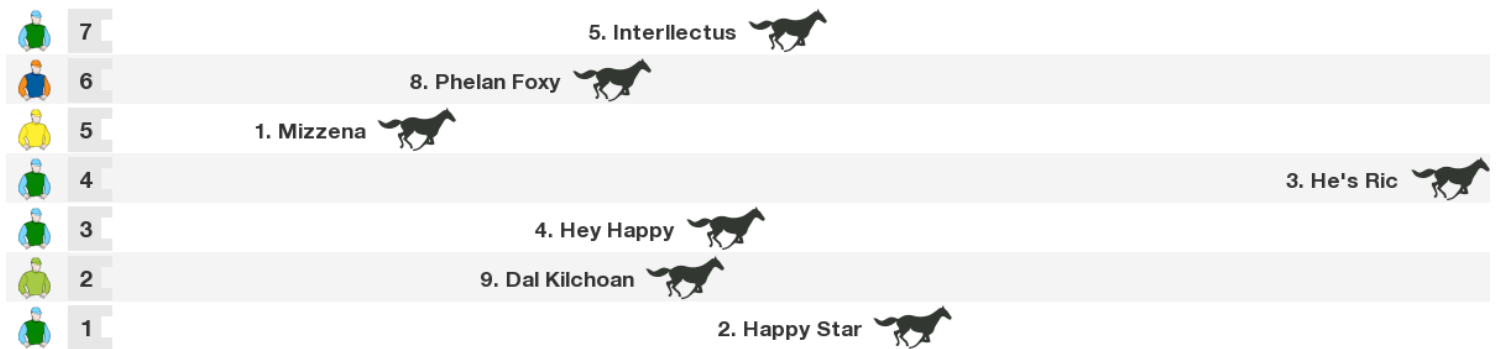 7 5. Interllectus
6 8. Phelan Foxy
5 1. Mizzena
4 3. He's Ric
3 4. Hey Happy
2 9. Dal Kilchoan
1 2. Happy Star